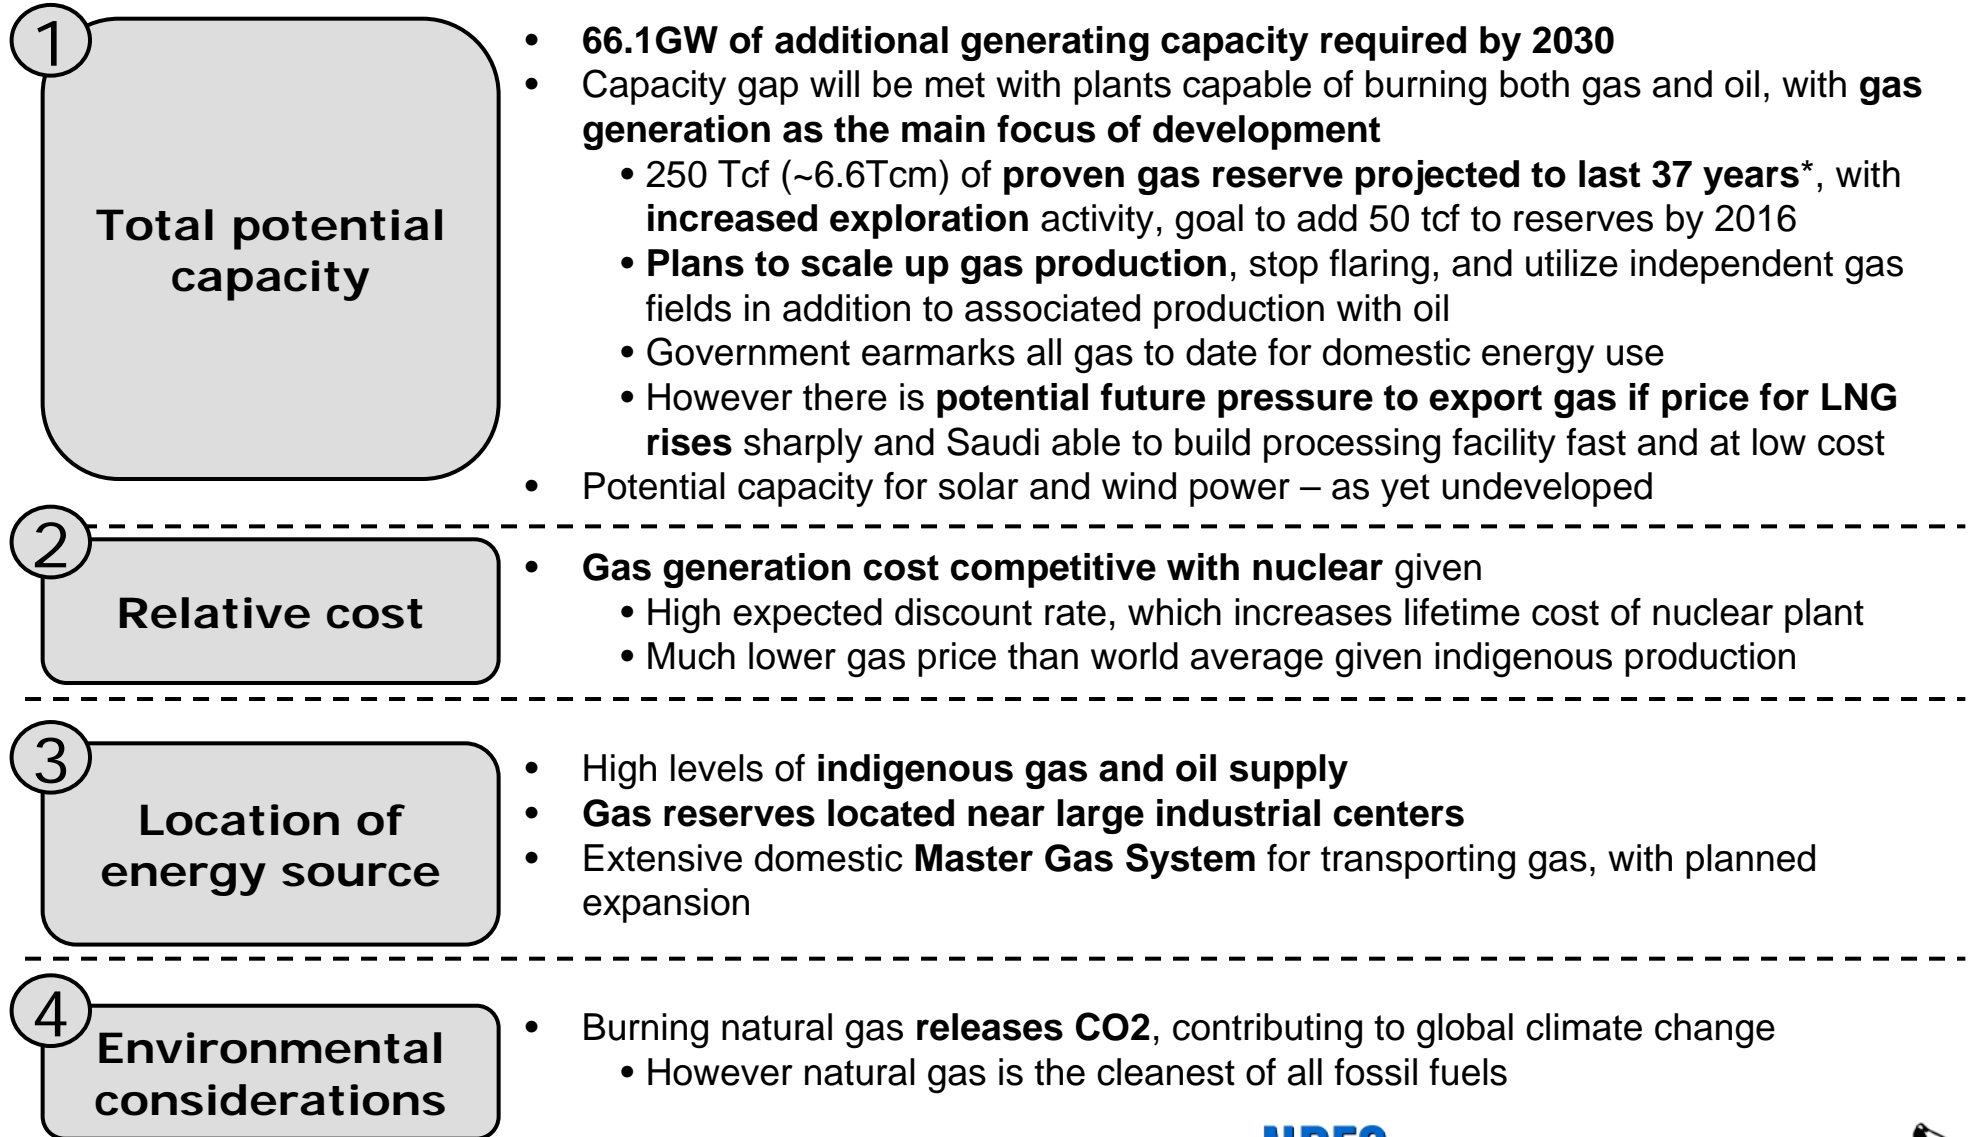 1
Total potential
capacity
• 66.1GW of additional generating capacity required by 2030
• Capacity gap will be met with plants capable of burning both gas and oil, with gas
generation as the main focus of development
• 250 Tcf (~6.6Tcm) of proven gas reserve projected to last 37 years*, with
increased exploration activity, goal to add 50 tcf to reserves by 2016
• Plans to scale up gas production, stop flaring, and utilize independent gas
fields in addition to associated production with oil
• Government earmarks all gas to date for domestic energy use
• However there is potential future pressure to export gas if price for LNG
rises sharply and Saudi able to build processing facility fast and at low cost
• Potential capacity for solar and wind power – as yet undeveloped
2
Relative cost
• Gas generation cost competitive with nuclear given
• High expected discount rate, which increases lifetime cost of nuclear plant
• Much lower gas price than world average given indigenous production
3
Location of
energy source
• High levels of indigenous gas and oil supply
• Gas reserves located near large industrial centers
• Extensive domestic Master Gas System for transporting gas, with planned
expansion
4
Environmental
considerations
• Burning natural gas releases CO2, contributing to global climate change
• However natural gas is the cleanest of all fossil fuels